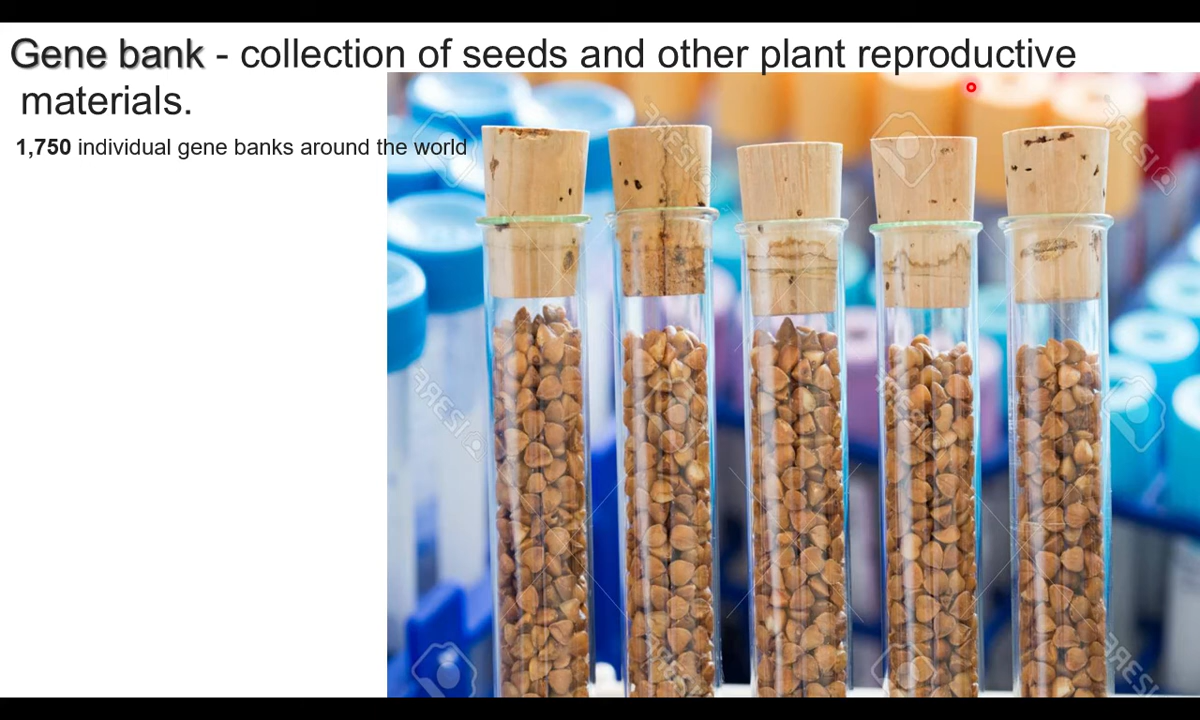 Gene bank - collection of seeds and other plant reproductive
materials.
1,750 individual gene banks around the world